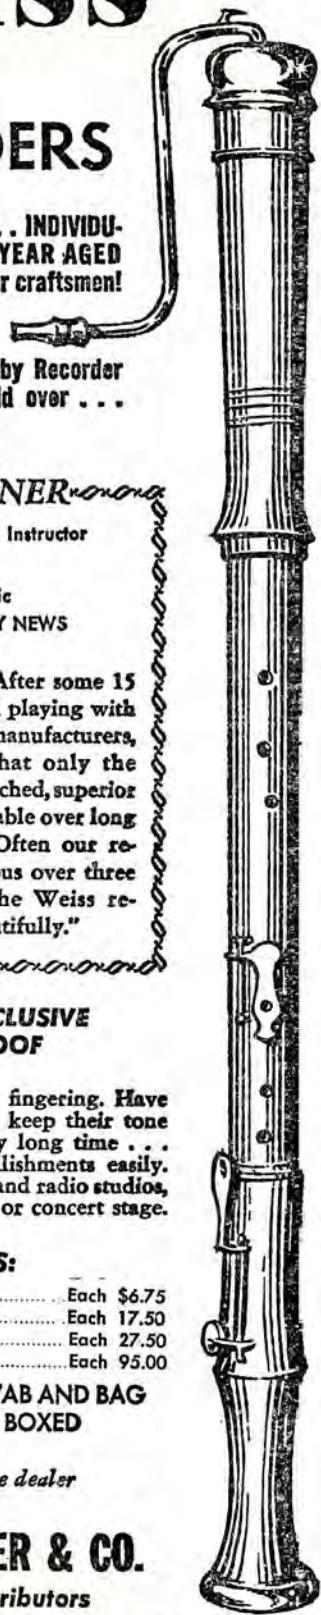 ISS
DERS
. . INDIVIDU-
YEAR AGED
r craftsmen!
by Recorder
ld over . . .
NER
Instructor
ic
Y NEWS
After some 15
playing with
manufacturers,
hat only the
ched, superior
able over long
Often our re-
us over three
he Weiss re-
tifully."
CLUSIVE
OOF
fingering. Have
keep their tone
y long time . . .
lishments easily.
and radio studios,
or concert stage.
S:
Each $6.75
Each 17.50
Each 27.50
Each 95.00
VAB AND BAG
BOXED
e dealer
ER & CO.
ributors